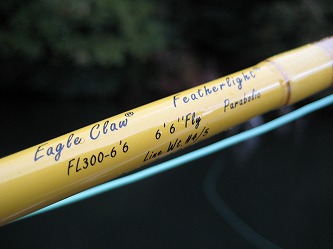 Eagle Claw® Featherlight
FL300-6'6 6'6"Fly Parabolic
Line Wt. #4/5